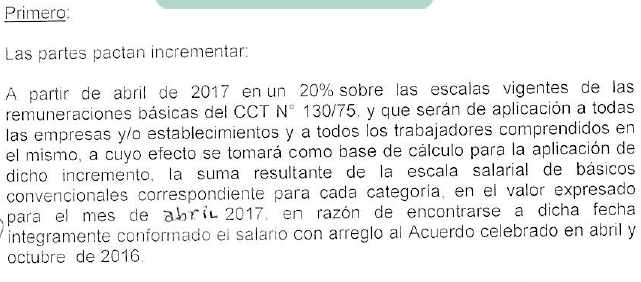 Primero:
Las partes pactan incrementar:
A partir de abril de 2017 en un 20% sobre las escalas vigentes de las
remuneraciones básicas del CCT N° 130/75, y que serán de aplicación a todas
las empresas y/o establecimientos y a todos los trabajadores comprendidos en
el mismo, a cuyo efecto se tomará como base de cálculo para la aplicación de
dicho incremento, la suma resultante de la escala salarial de básicos
convencionales correspondiente para cada categoría, en el valor expresado
para el mes de abril 2017, en razón de encontrarse a dicha fecha
integramente conformado el salario con arreglo al Acuerdo celebrado en abril y
octubre de 2016.